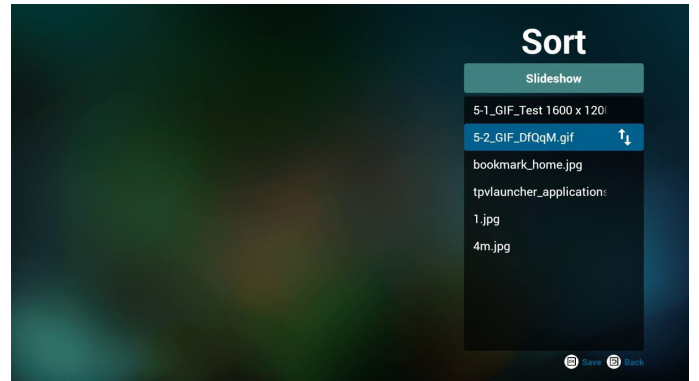 Sort
Slideshow
5-1_GIF_Test 1600 x 120
5-2_GIF_DfQqM.gif
bookmark_home.jpg
tpvlauncher_applications
1.jpg
4m.jpg
Save Back